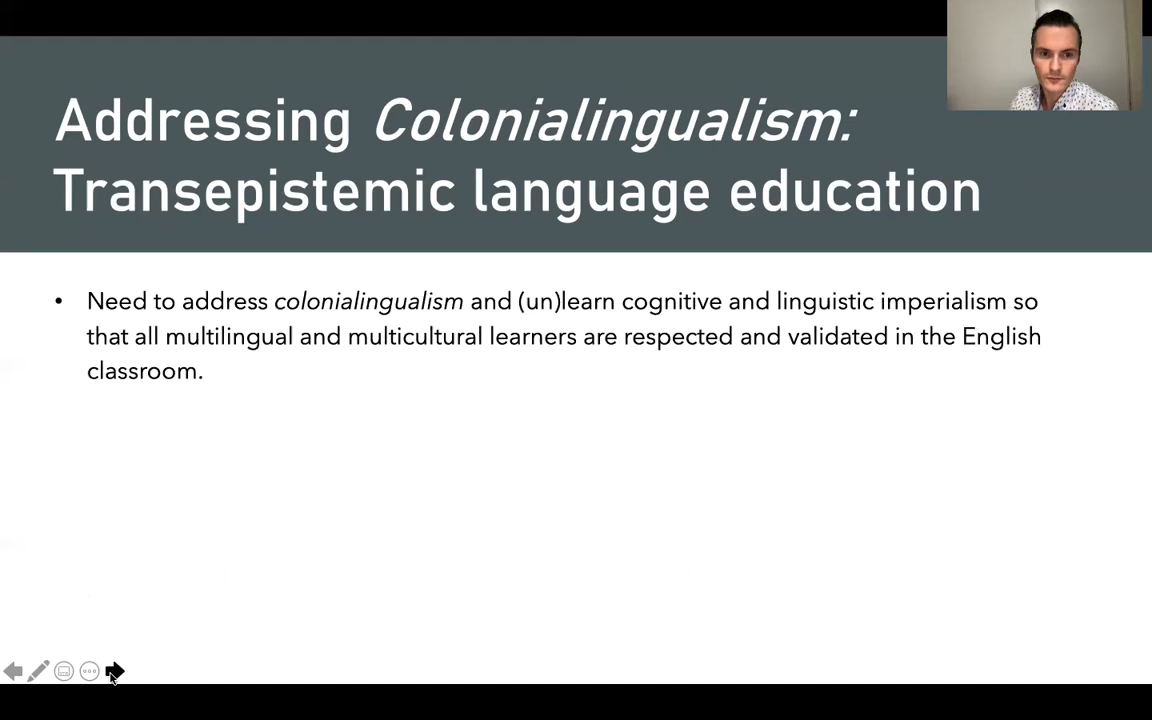 Addressing Colonialingualism:
Transepistemic language education
• Need to address colonialingualism and (un)learn cognitive and linguistic imperialism so
that all multilingual and multicultural learners are respected and validated in the English
classroom.